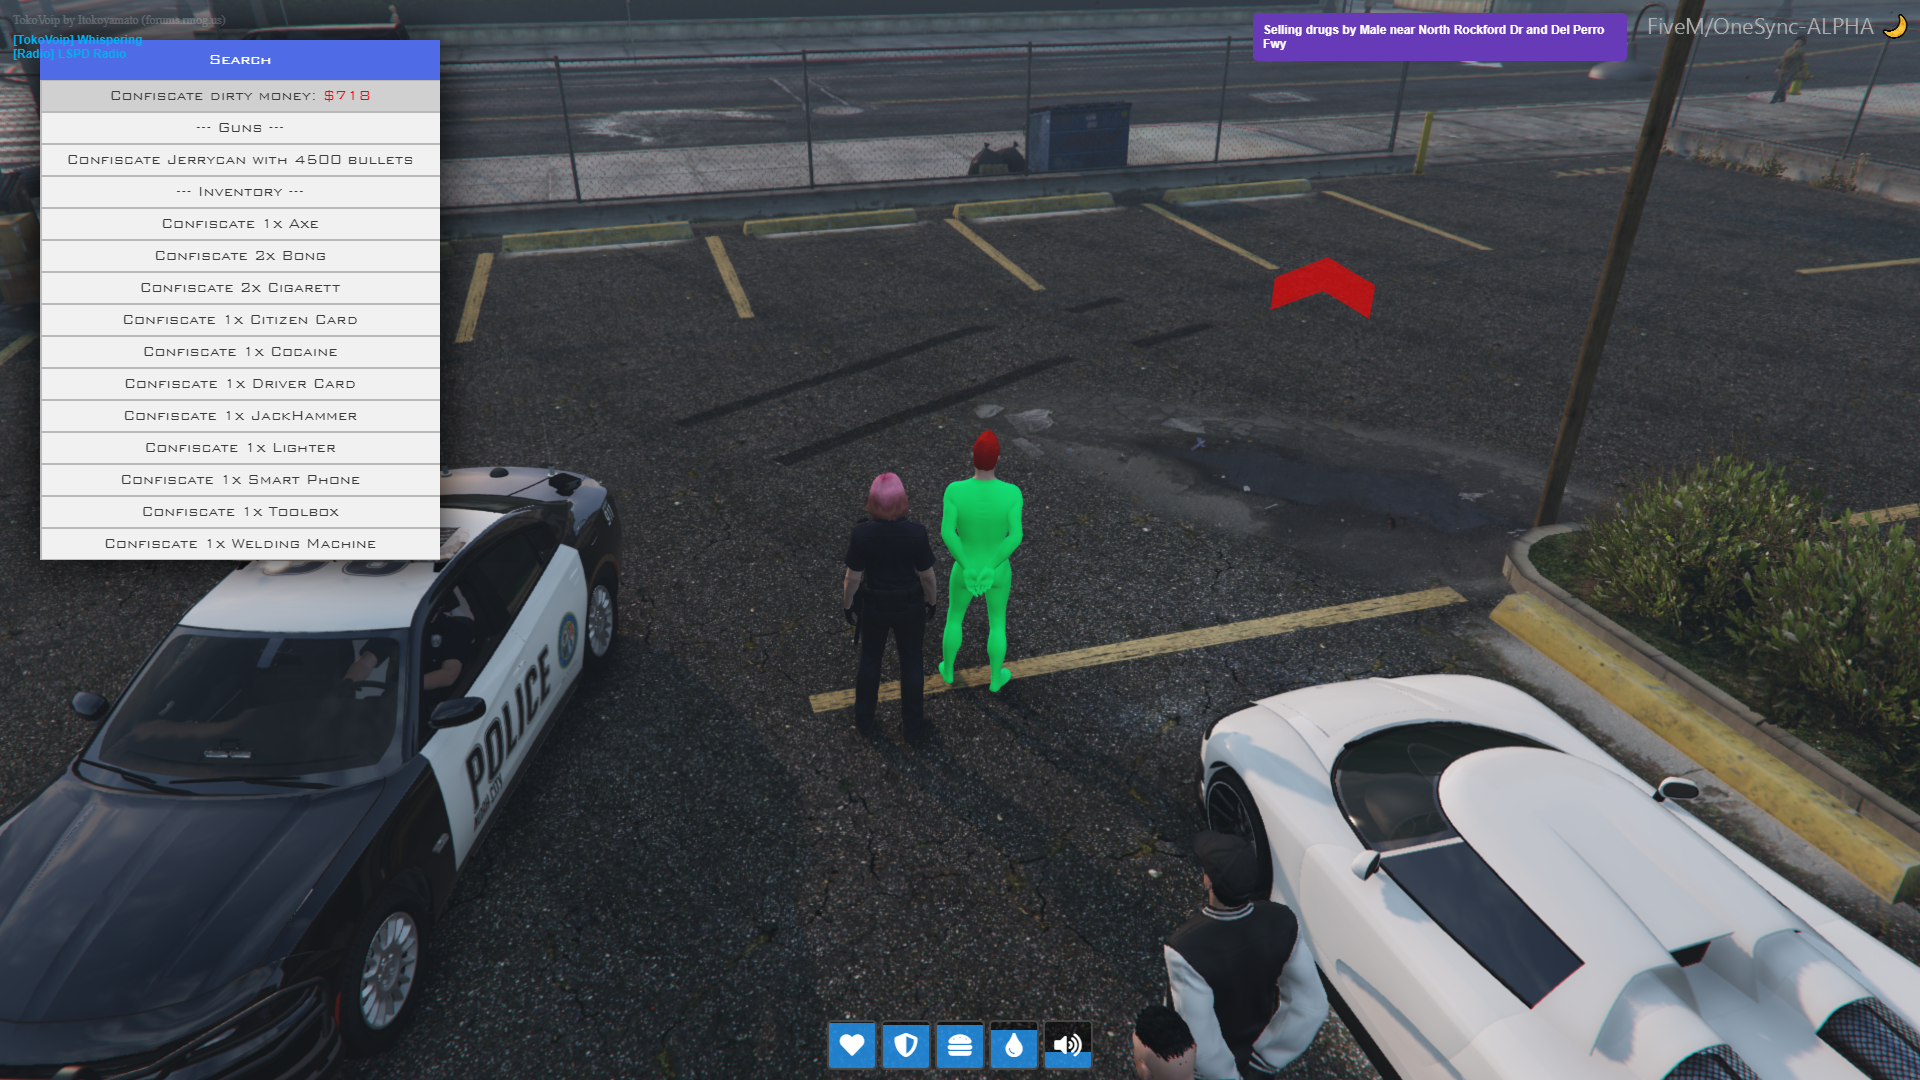 TokoVoip by Itokoyamato (forums.rmog.us)
[TokoVoip] Whispering
[Radio] LSPD Radio
Search
Confiscate dirty money: $718
--- Guns ---
Confiscate Jerrycan with 4500 bullets
--- Inventory ---
Confiscate 1x Axe
Confiscate 2x Bong
Confiscate 2x Cigarett
Confiscate 1x Citizen Card
Confiscate 1x Cocaine
Confiscate 1x Driver Card
Confiscate 1x JackHammer
Confiscate 1x Lighter
Confiscate 1x Smart Phone
Confiscate 1x Toolbox
Confiscate 1x Welding Machine
Selling drugs by Male near North Rockford Dr and Del Perro
Fwy
FiveM/OneSync-ALPHA
POLICE